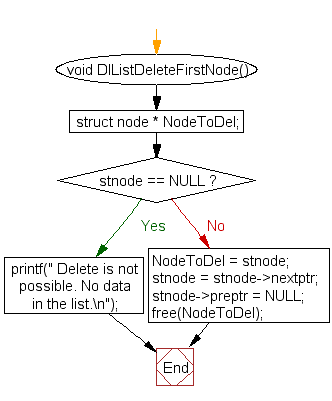 void DlListDeleteFirstNode()
struct node * NodeToDel;
stnode == NULL ?
Yes
No
printf(" Delete is not
possible. No data
in the list.\n");
NodeToDel = stnode;
stnode = stnode->nextptr;
stnode->preptr = NULL;
free(NodeToDel);
End